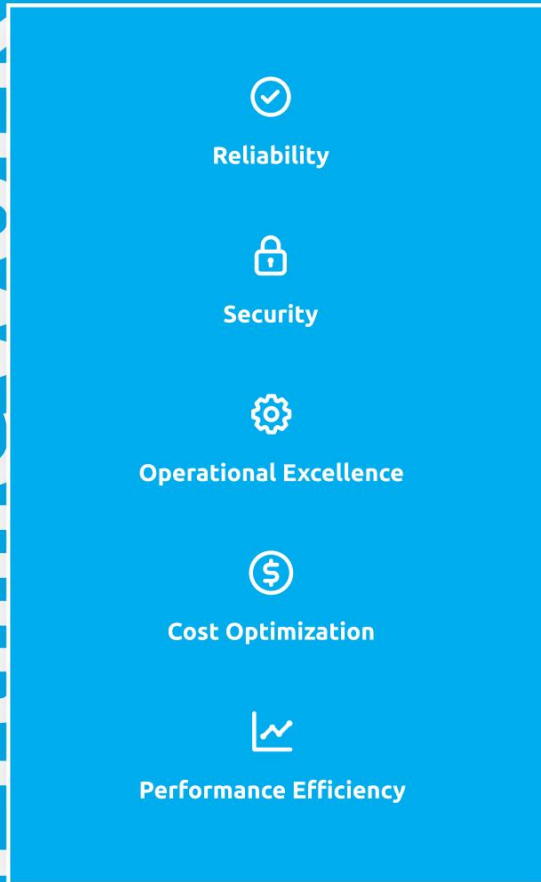 Reliability
Security
Operational Excellence
Cost Optimization
Performance Efficiency